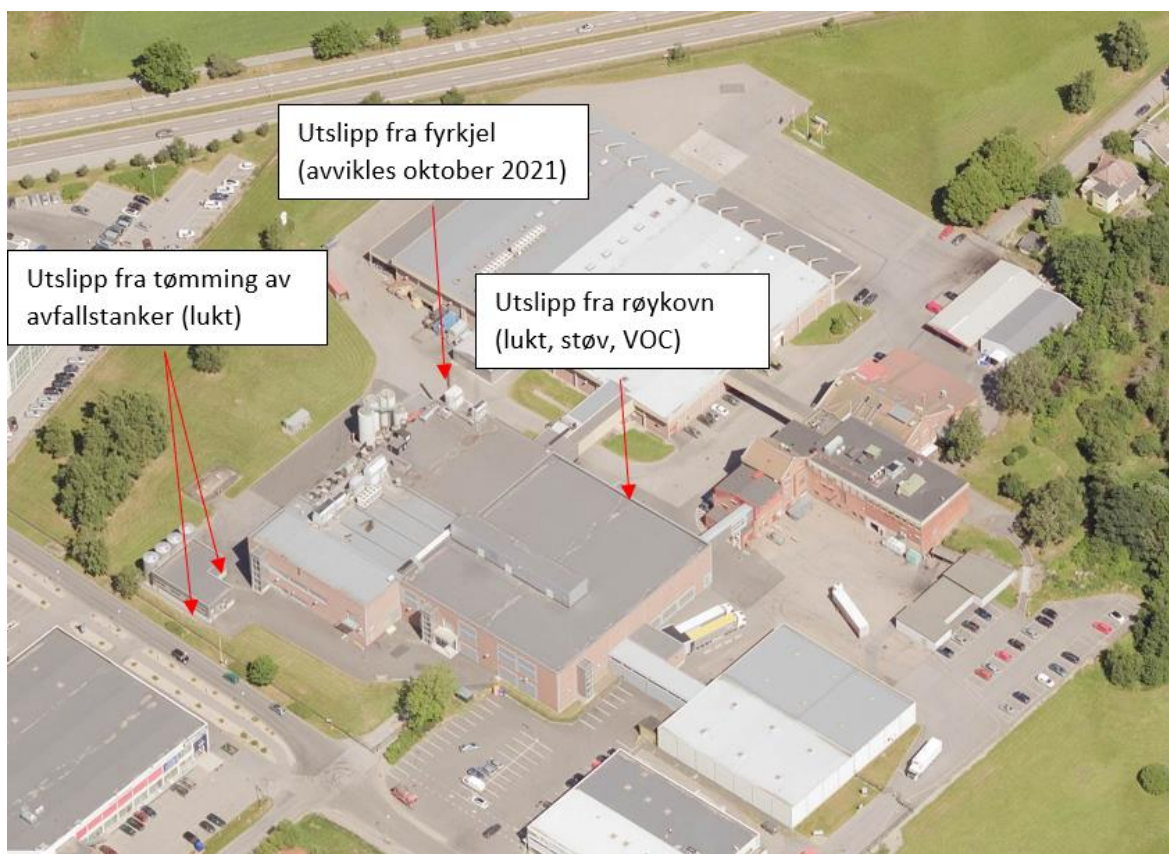 Utslipp fra fyrkjel
(avvikles oktober 2021)
Utslipp fra tømming av
avfallstanker (lukt)
Utslipp fra røykovn
(lukt, støv, VOC)